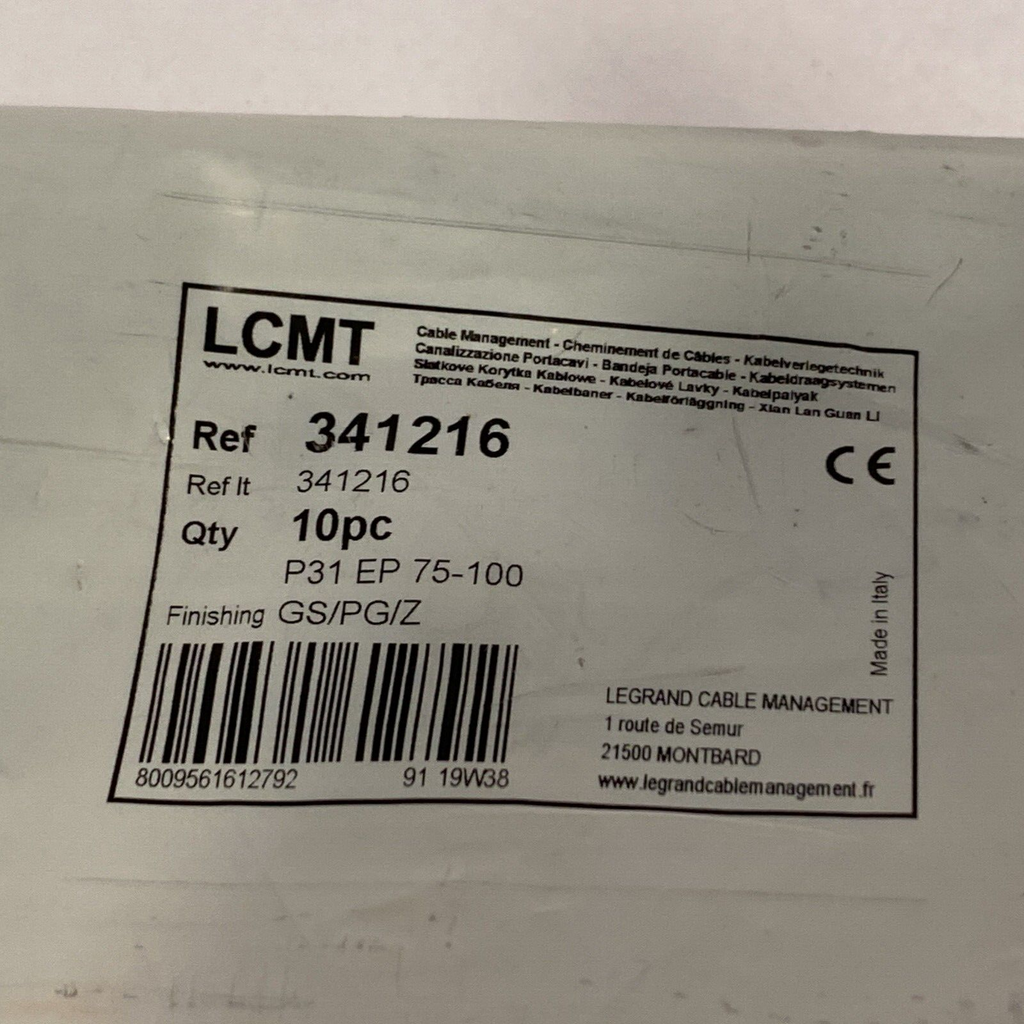 LCMT
www.lcmt.com
Cable Management - Cheminement de Câbles - Kabelverlegetechnik
Canalizzazione Portacavi - Bandeja Portacable - Kabeldraagsystemen
Siatkove Korytka Kablowe - Kabelové Lavky - Kabelpalyak
Трасса Кабеля - Kabelbaner - Kabelförläggning - Xian Lan Guan Li
Ref 341216
Ref It 341216
CE
Qty 10pc
P31 EP 75-100
Finishing GS/PG/Z
Made in Italy
8009561612792 91 19W38
LEGRAND CABLE MANAGEMENT
1 route de Semur
21500 MONTBARD
www.legrandcablemanagement.fr